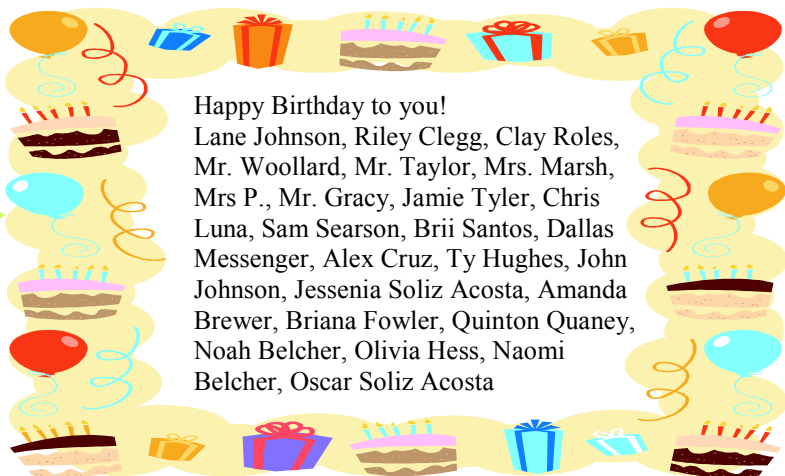 Happy Birthday to you!
Lane Johnson, Riley Clegg, Clay Roles,
Mr. Woollard, Mr. Taylor, Mrs. Marsh,
Mrs P., Mr. Gracy, Jamie Tyler, Chris
Luna, Sam Searson, Brii Santos, Dallas
Messenger, Alex Cruz, Ty Hughes, John
Johnson, Jessenia Soliz Acosta, Amanda
Brewer, Briana Fowler, Quinton Quaney,
Noah Belcher, Olivia Hess, Naomi
Belcher, Oscar Soliz Acosta